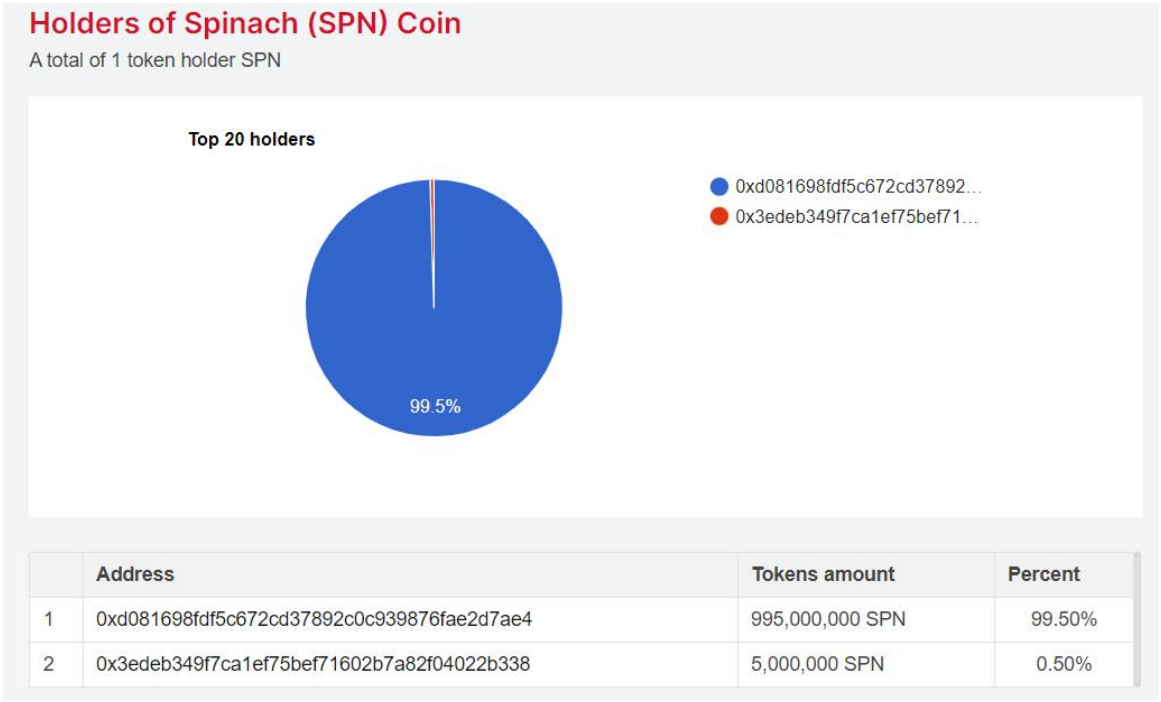 Holders of Spinach (SPN) Coin
A total of 1 token holder SPN
Top 20 holders
0xd081698fdf5c672cd37892...
0x3edeb349f7ca1ef75bef71...
99.5%
Address Tokens amount Percent
1 0xd081698fdf5c672cd37892c0c939876fae2d7ae4 995,000,000 SPN 99.50%
2 0x3edeb349f7ca1ef75bef71602b7a82f04022b338 5,000,000 SPN 0.50%